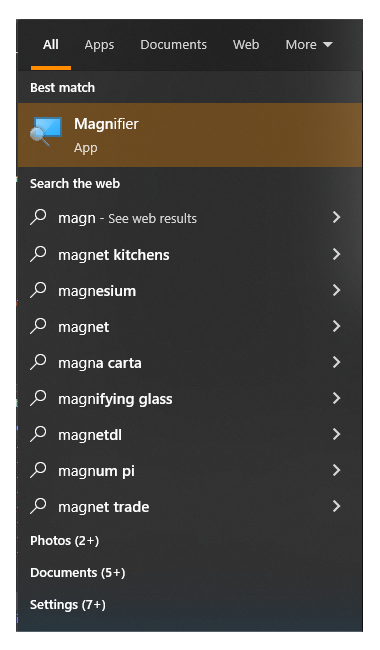 All Apps Documents Web More
Best match
Magnifier
App
Search the web
magn - See web results
magnet kitchens
magnesium
magnet
magna carta
magnifying glass
magnetdl
magnum pi
magnet trade
Photos (2+)
Documents (5+)
Settings (7+)